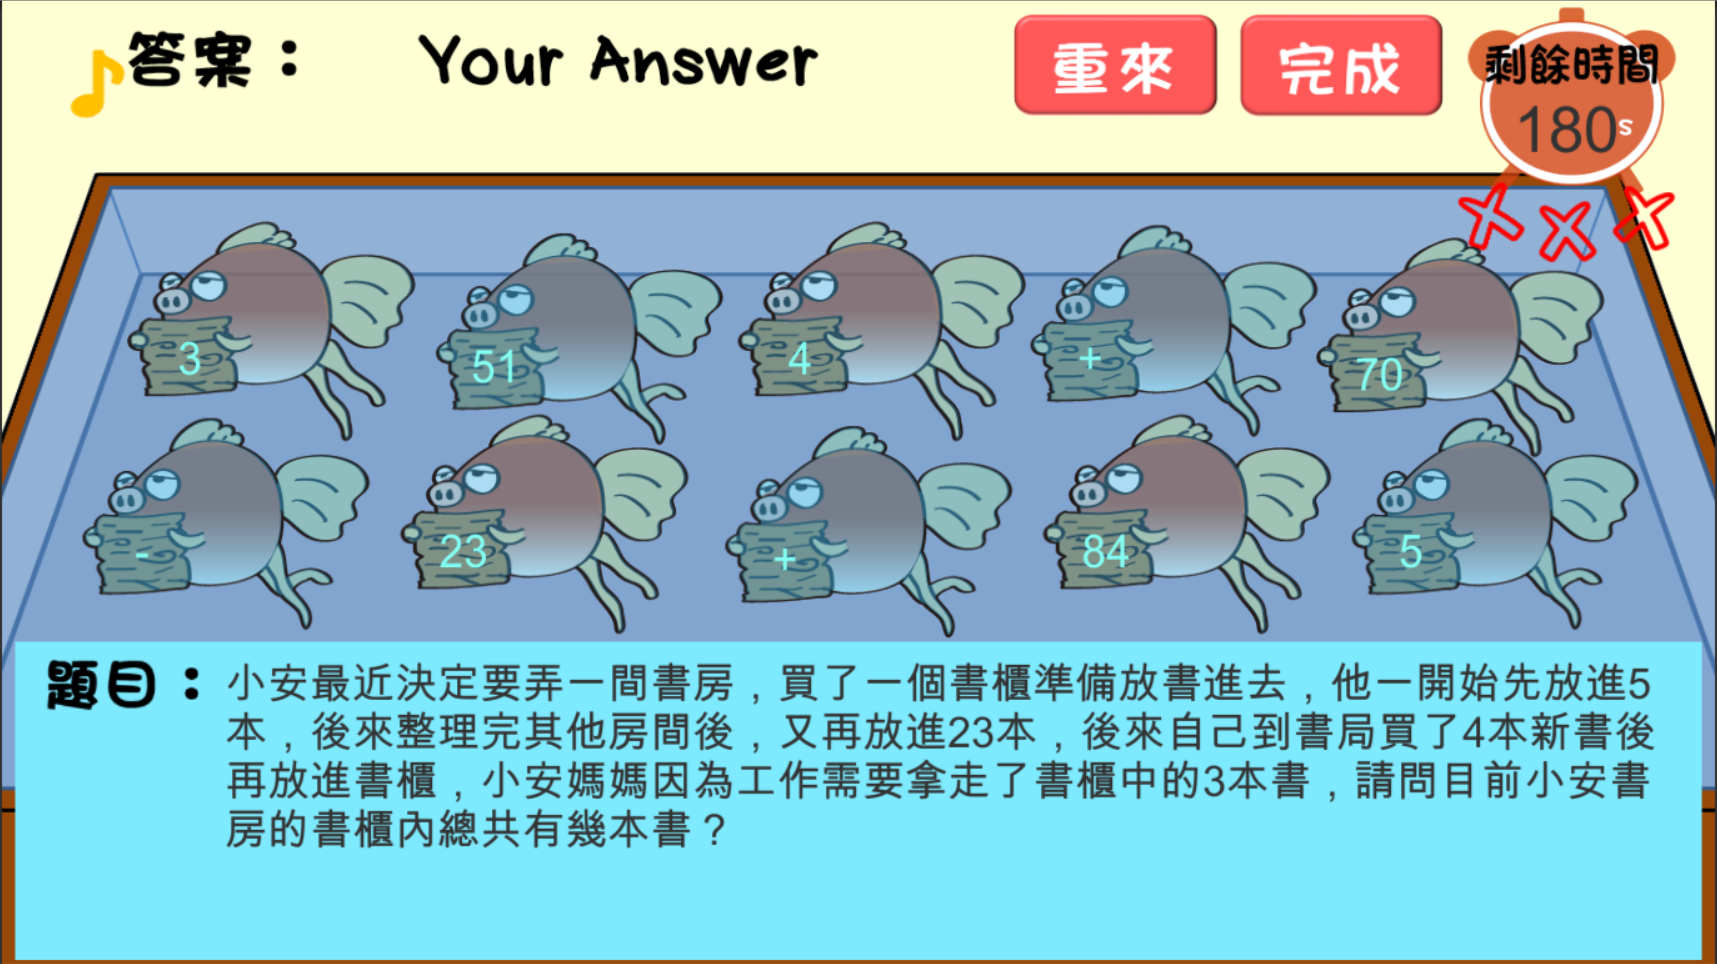 答案： Your Answer 重來 完成 剩餘時間
180s
3 51 4 + 70
- 23 + 84 5
題目：小安最近決定要弄一間書房，買了一個書櫃準備放書進去，他一開始先放進5
本，後來整理完其他房間後，又再放進23本，後來自己到書局買了4本新書後
再放進書櫃，小安媽媽因為工作需要拿走了書櫃中的3本書，請問目前小安書
房的書櫃內總共有幾本書？